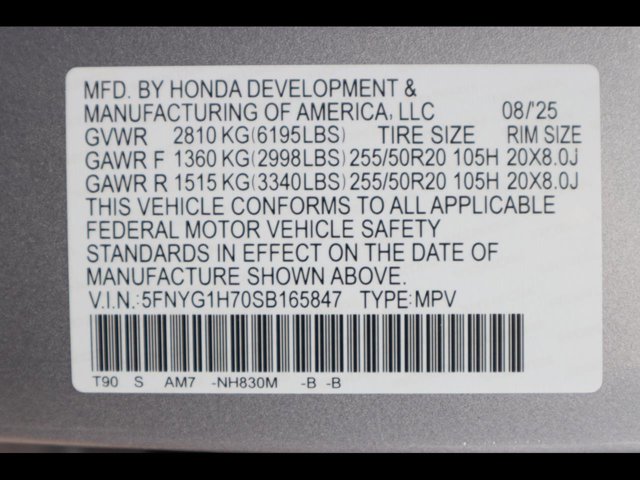 MFD. BY HONDA DEVELOPMENT &
MANUFACTURING OF AMERICA, LLC 08/'25
GVWR 2810 KG(6195LBS) TIRE SIZE RIM SIZE
GAWR F 1360 KG(2998LBS) 255/50R20 105H 20X8.0J
GAWR R 1515 KG(3340LBS) 255/50R20 105H 20X8.0J
THIS VEHICLE CONFORMS TO ALL APPLICABLE
FEDERAL MOTOR VEHICLE SAFETY
STANDARDS IN EFFECT ON THE DATE OF
MANUFACTURE SHOWN ABOVE.
V.I.N.:5FNYG1H70SB165847 TYPE:MPV
T90 S AM7 -NH830M -B -B